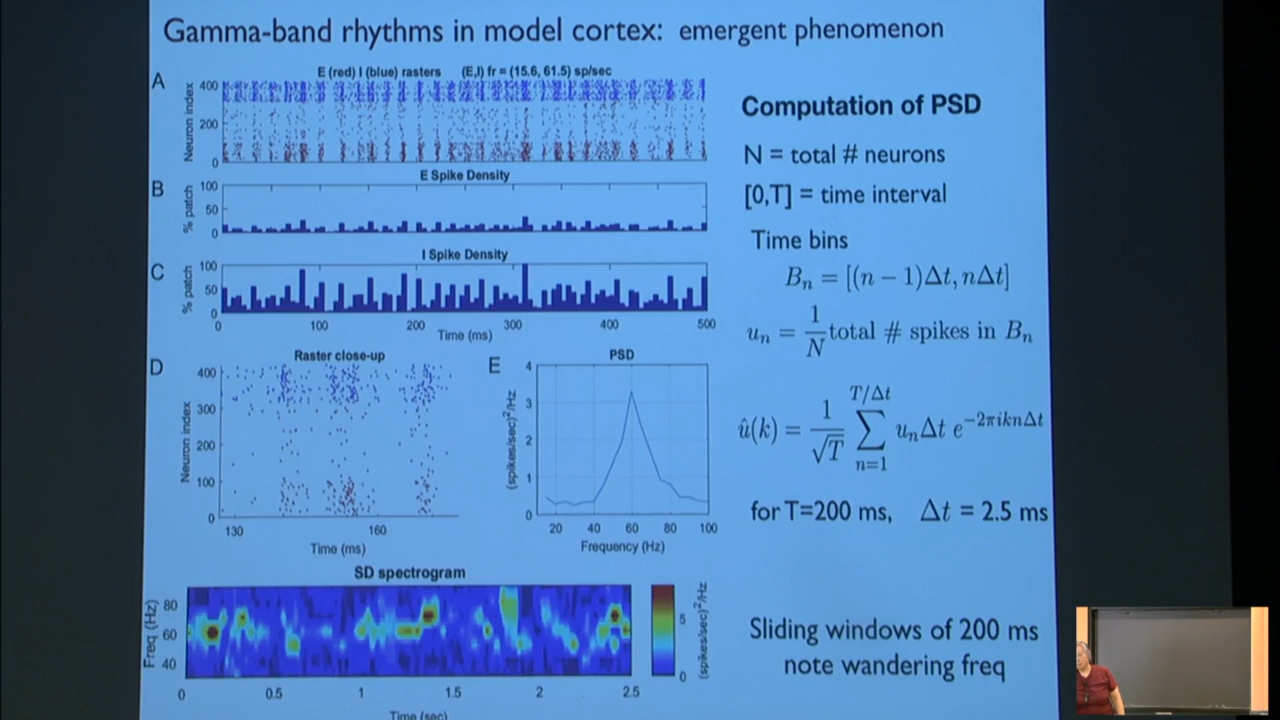 Gamma-band rhythms in model cortex: emergent phenomenon
A
E (red) I (blue) rasters (E,I) fr = (15.6, 61.5) sp/sec
Neuron index
400
200
0
B
E Spike Density
% patch
100
50
0
C
I Spike Density
% patch
100
50
0
0 100 200 300 400 500
Time (ms)
D
Raster close-up
Neuron index
400
300
200
100
0
130 160
Time (ms)
E
PSD
(spikes/sec)²/Hz
4
3
2
1
0
20 40 60 80 100
Frequency (Hz)
SD spectrogram
Freq (Hz)
80
60
40
0 0.5 1 1.5 2 2.5
Time (sec)
5
0
(spikes/sec)²/Hz
Computation of PSD
N = total # neurons
[0,T] = time interval
Time bins
Bₙ = [(n − 1)Δt, nΔt]
uₙ = 1/N total # spikes in Bₙ
û(k) = 1/√T ∑_{n=1}^{T/Δt} uₙΔt e^{−2πiknΔt}
for T=200 ms, Δt = 2.5 ms
Sliding windows of 200 ms
note wandering freq